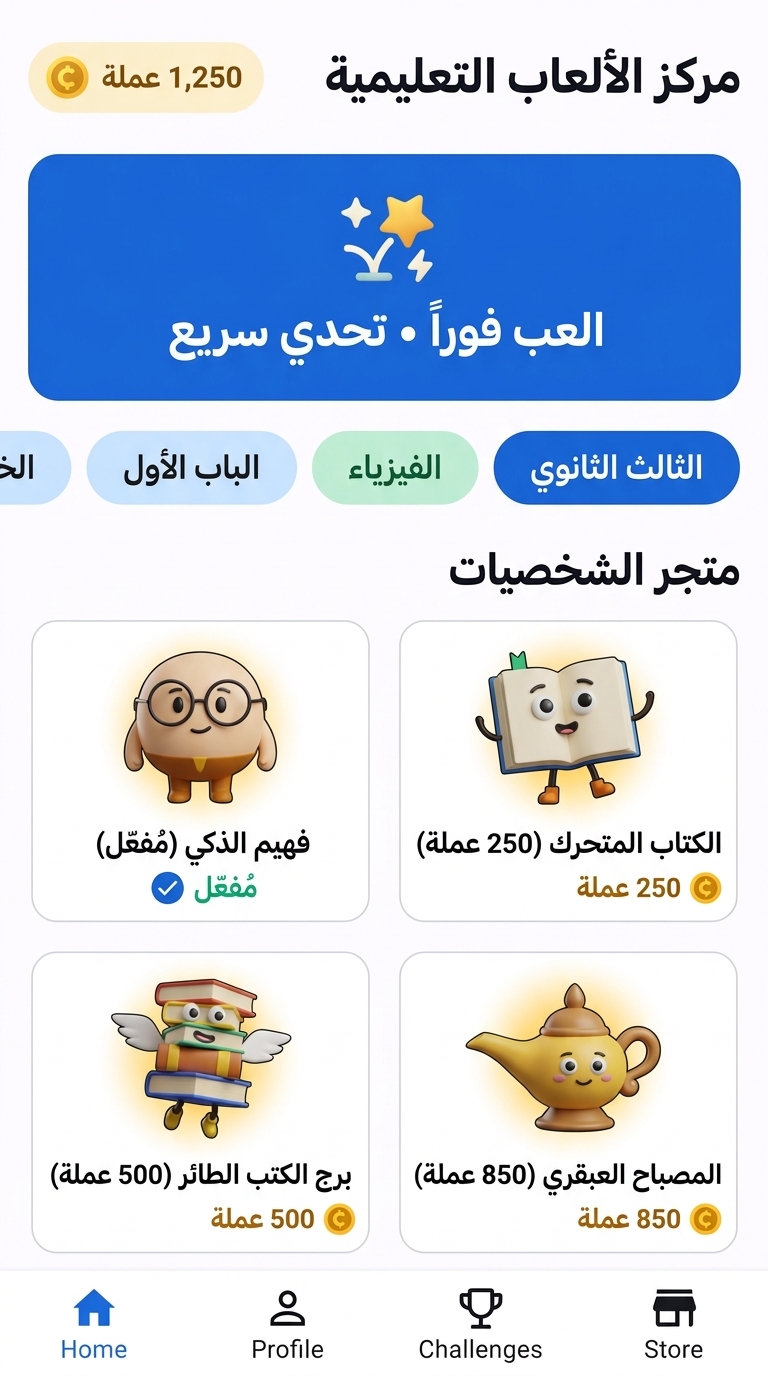 مركز الألعاب التعليمية
1,250 عملة
العب فوراً • تحدي سريع
الثالث الثانوي
الفيزياء
الباب الأول
متجر الشخصيات
الكتاب المتحرك (250 عملة)
250 عملة
فهيم الذكي (مُفعّل)
مُفعّل
المصباح العبقري (850 عملة)
850 عملة
برج الكتب الطائر (500 عملة)
500 عملة
Home
Profile
Challenges
Store